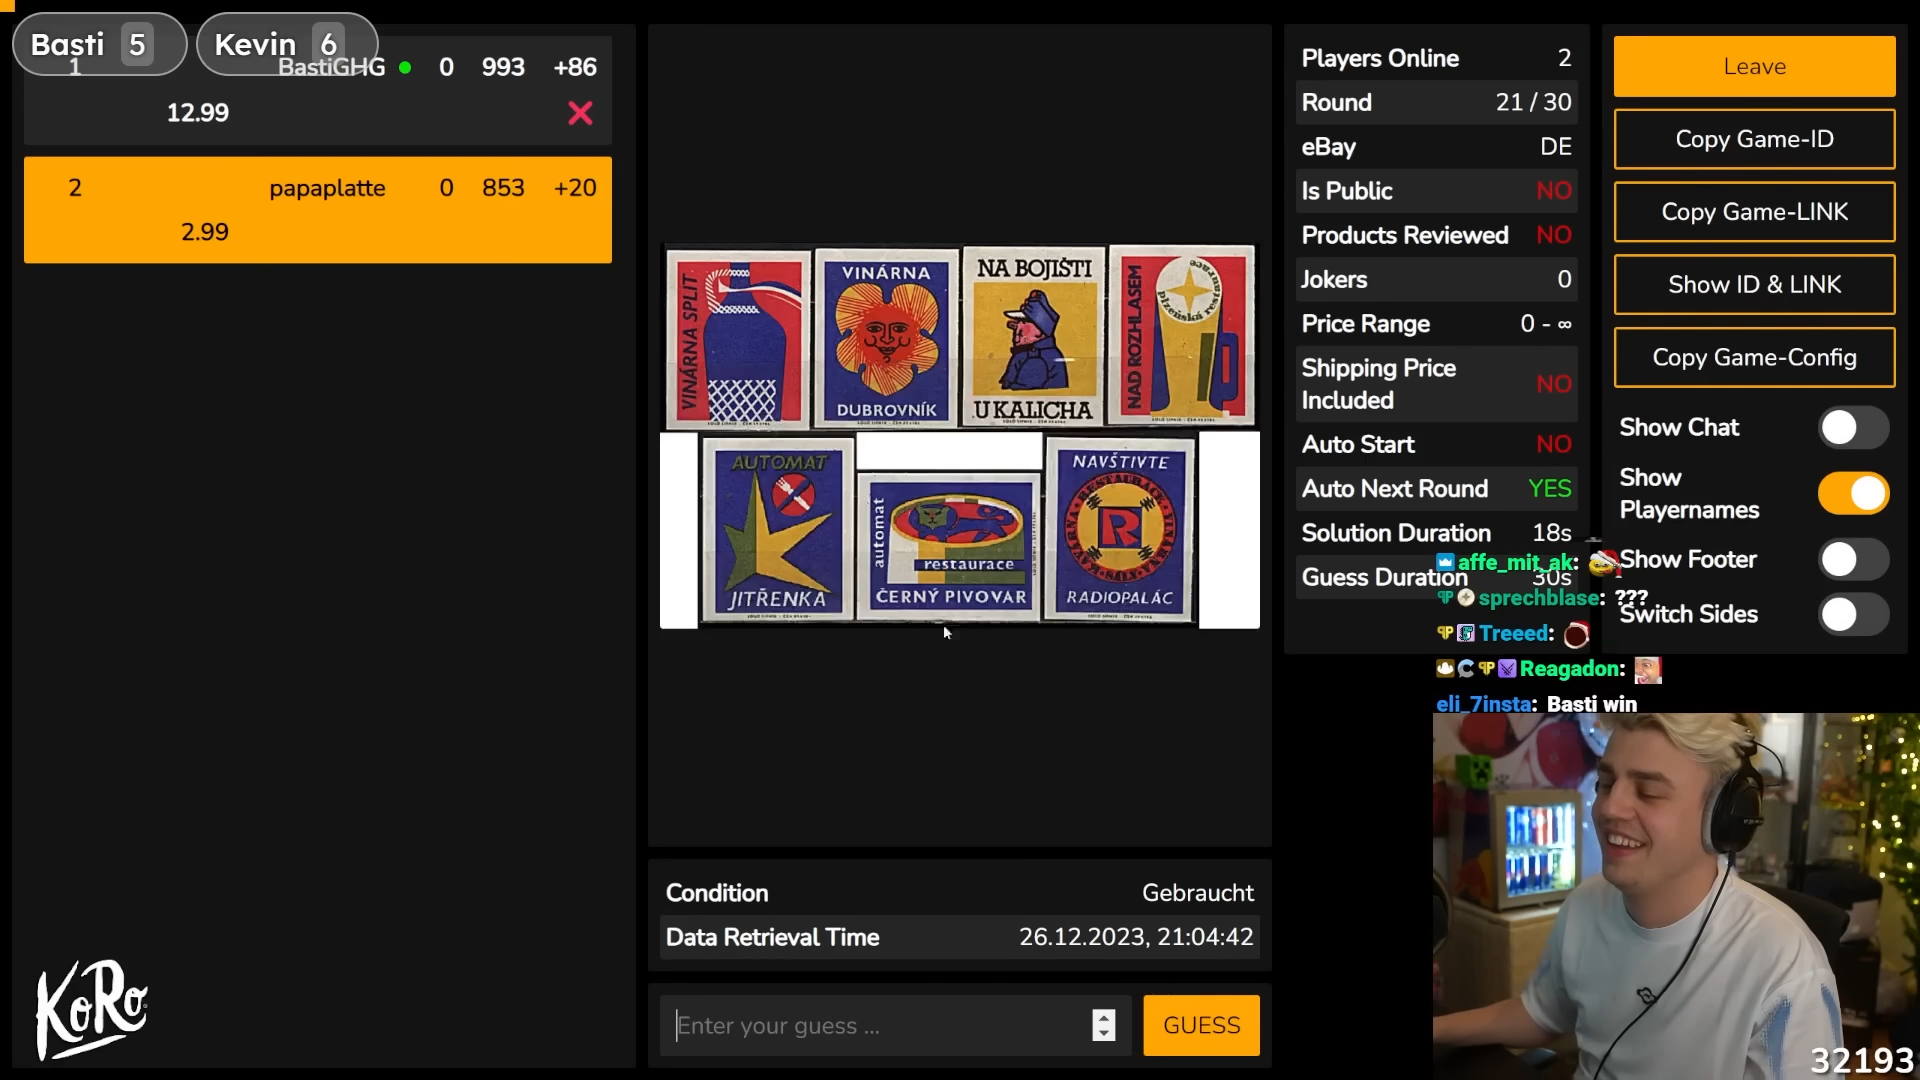 Basti 5
Kevin 6
1 BastiGHG 0 993 +86
12.99
2 papaplatte 0 853 +20
2.99
VINÁRNA SPLIT
VINÁRNA
DUBROVNÍK
NA BOJIŠTI
U KALICHA
NAD ROZHLASEM
plzeňská restaurace
AUTOMAT
JITŘENKA
automat
restaurace
ČERNÝ PIVOVAR
NAVŠTIVTE
R
RADIOPALÁC
Condition Gebraucht
Data Retrieval Time 26.12.2023, 21:04:42
Enter your guess ...
GUESS
Players Online 2
Round 21 / 30
eBay DE
Is Public NO
Products Reviewed NO
Jokers 0
Price Range 0 - ∞
Shipping Price
Included NO
Auto Start NO
Auto Next Round YES
Solution Duration 18s
Guess Duration 30s
Leave
Copy Game-ID
Copy Game-LINK
Show ID & LINK
Copy Game-Config
Show Chat
Show
Playernames
Show Footer
Switch Sides
affe_mit_ak:
sprechblase: ???
Treeed:
Reagadon:
eli_7insta: Basti win
KoRo
32193